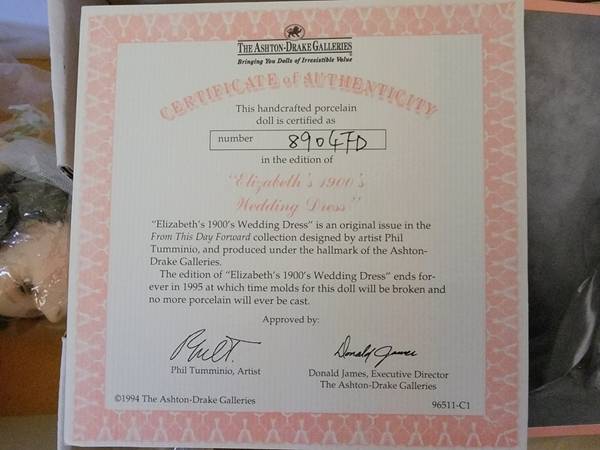 THE ASHTON-DRAKE GALLERIES
Bringing You Dolls of Irresistible Value
CERTIFICATE of AUTHENTICITY
This handcrafted porcelain
doll is certified as
number 8904FD
in the edition of
"Elizabeth's 1900's
Wedding Dress"
"Elizabeth's 1900's Wedding Dress" is an original issue in the
From This Day Forward collection designed by artist Phil
Tumminio, and produced under the hallmark of the Ashton-
Drake Galleries.
The edition of "Elizabeth's 1900's Wedding Dress" ends for-
ever in 1995 at which time molds for this doll will be broken and
no more porcelain will ever be cast.
Approved by:
Phil T. Donald James
Phil Tumminio, Artist Donald James, Executive Director
The Ashton-Drake Galleries
©1994 The Ashton-Drake Galleries 96511-C1